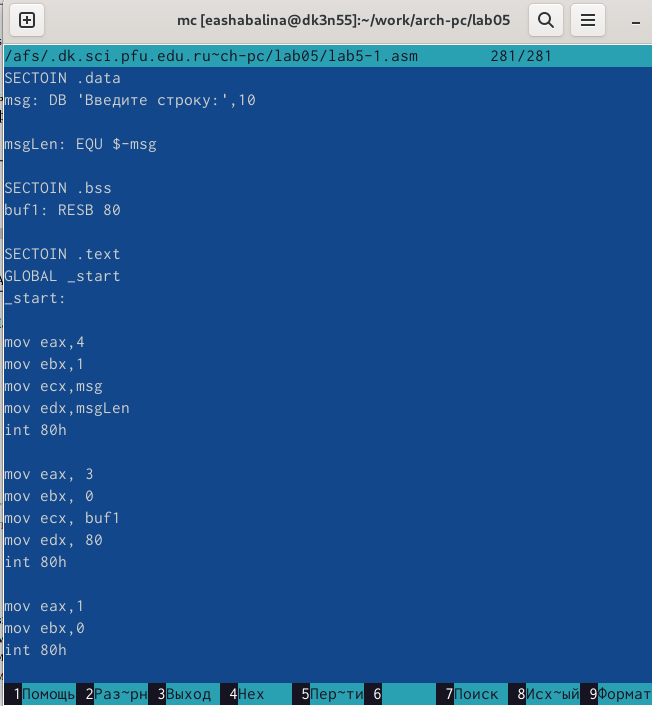 mc [eashabalina@dk3n55]:~/work/arch-pc/lab05
/afs/.dk.sci.pfu.edu.ru~ch-pc/lab05/lab5-1.asm 281/281
SECTOIN .data
msg: DB 'Введите строку:',10
msgLen: EQU $-msg
SECTOIN .bss
buf1: RESB 80
SECTOIN .text
GLOBAL _start
_start:
mov eax,4
mov ebx,1
mov ecx,msg
mov edx,msgLen
int 80h
mov eax, 3
mov ebx, 0
mov ecx, buf1
mov edx, 80
int 80h
mov eax,1
mov ebx,0
int 80h
1Помощь 2Раз~рн 3Выход 4Hex 5Пер~ти 6 7Поиск 8Исх~ый 9Формат